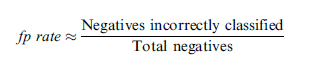 fp rate ≈ Negatives incorrectly classified
Total negatives